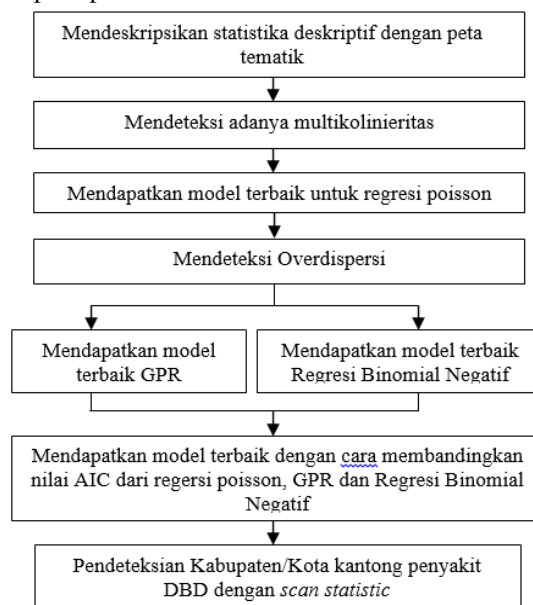 Mendeskripsikan statistika deskriptif dengan peta
tematik
Mendeteksi adanya multikolinieritas
Mendapatkan model terbaik untuk regresi poisson
Mendeteksi Overdispersi
Mendapatkan model
terbaik GPR
Mendapatkan model terbaik
Regresi Binomial Negatif
Mendapatkan model terbaik dengan cara membandingkan
nilai AIC dari regersi poisson, GPR dan Regresi Binomial
Negatif
Pendeteksian Kabupaten/Kota kantong penyakit
DBD dengan scan statistic